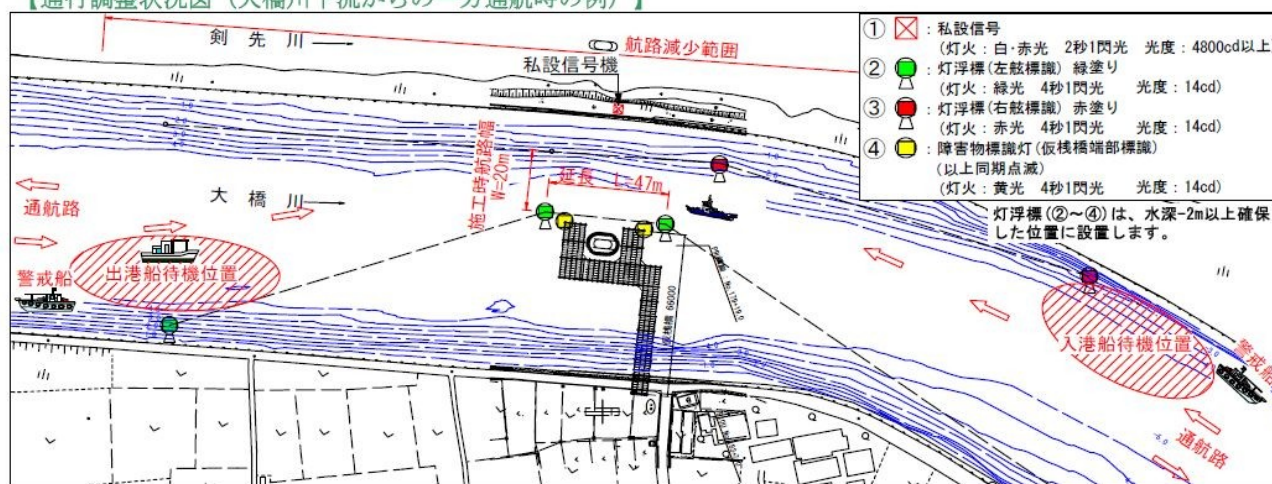 【通行調整状況図（大橋川下流からの一方通航時の例）】
剣先川
航路減少範囲
私設信号機
① : 私設信号
(灯火：白・赤光 2秒1閃光 光度：4800cd以上)
② : 灯浮標(左舷標識) 緑塗り
(灯火：緑光 4秒1閃光 光度：14cd)
③ : 灯浮標(右舷標識) 赤塗り
(灯火：赤光 4秒1閃光 光度：14cd)
④ : 障害物標識灯(仮桟橋端部標識)
(以上同期点滅)
(灯火：黄光 4秒1閃光 光度：14cd)
灯浮標(②～④)は、水深-2m以上確保
した位置に設置します。
施工時航路幅
W=20m
延長 L=47m
大橋川
通航路
出港船待機位置
警戒船
入港船待機位置
警戒船
通航路
-6.0